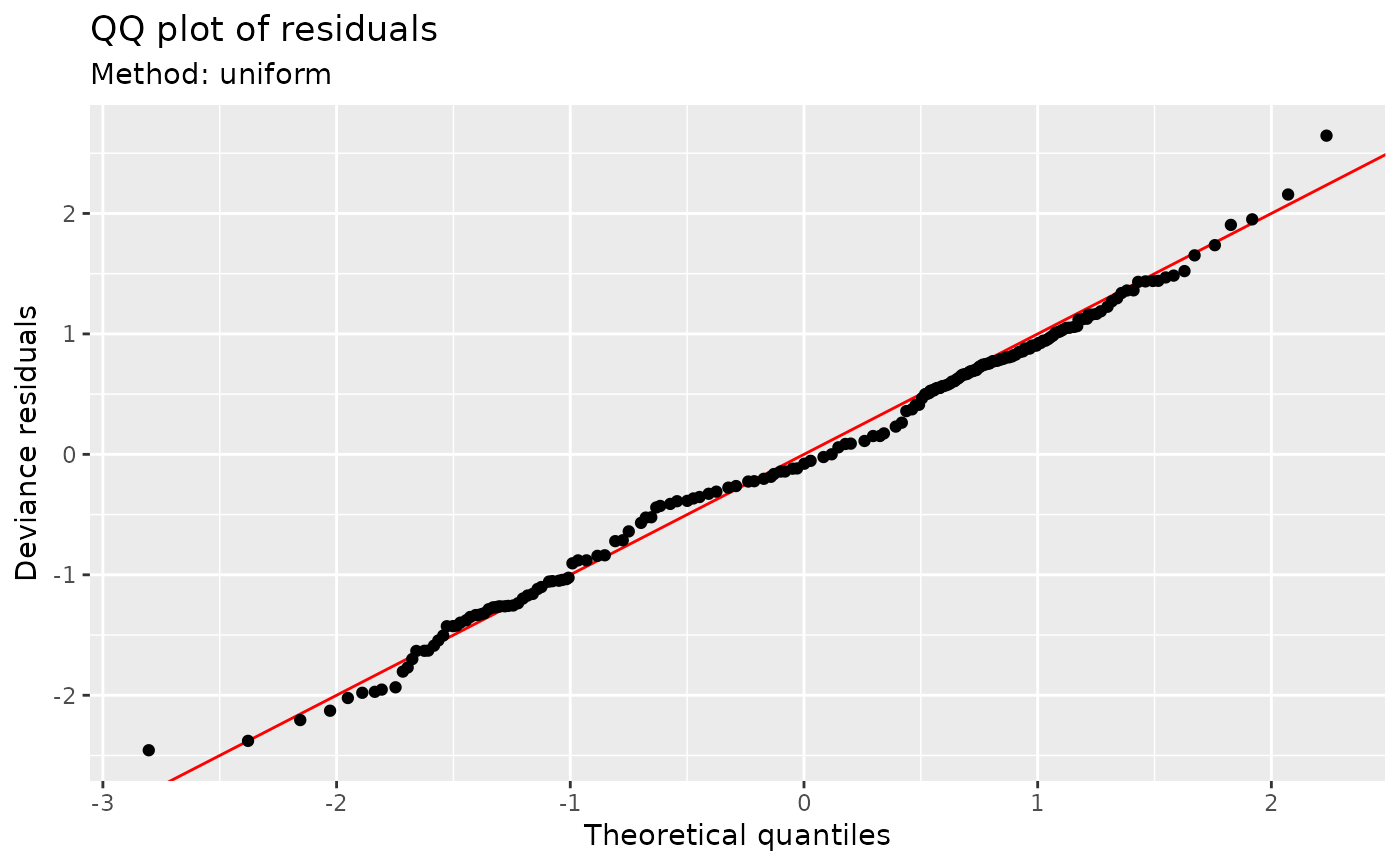 QQ plot of residuals
Method: uniform
Deviance residuals
2
1
0
-1
-2
-3
-2
-1
0
1
2
Theoretical quantiles